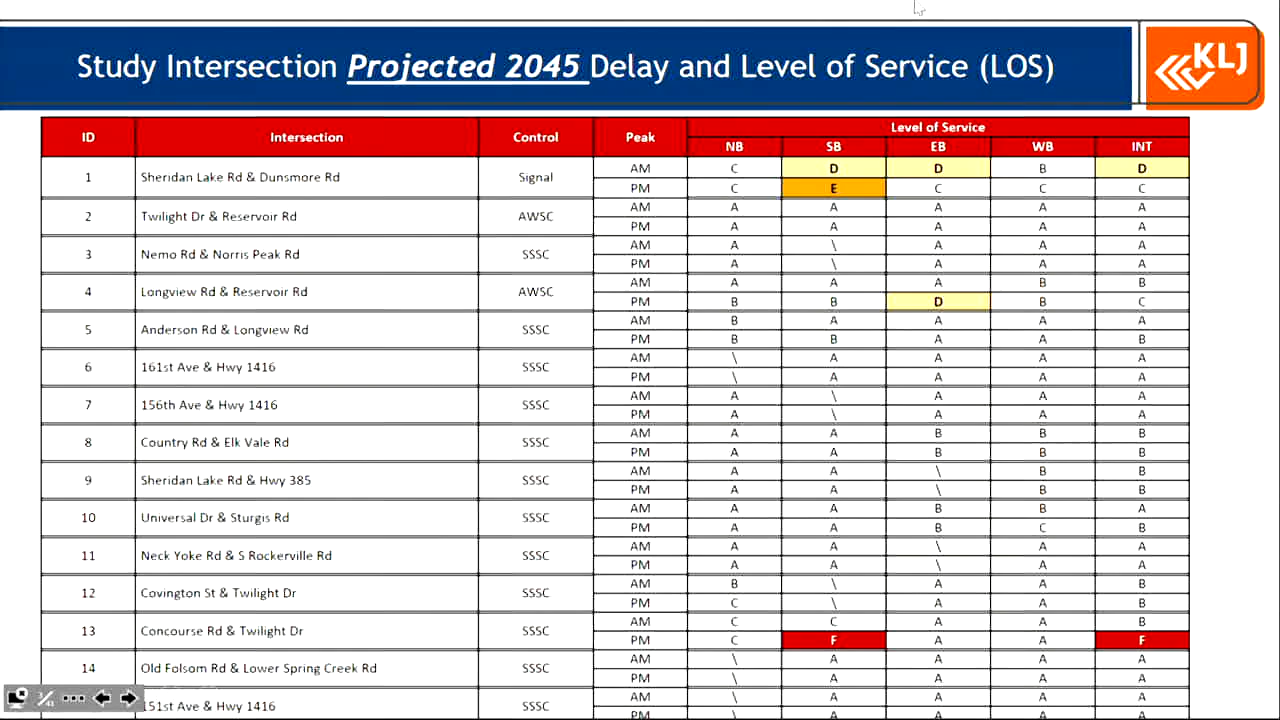 Study Intersection Projected 2045 Delay and Level of Service (LOS)
KLJ
ID Intersection Control Peak Level of Service
NB SB EB WB INT
1 Sheridan Lake Rd & Dunsmore Rd Signal
AM C D D B D
PM C E C C C
2 Twilight Dr & Reservoir Rd AWSC
AM A A A A A
PM A A A A A
3 Nemo Rd & Norris Peak Rd SSSC
AM A \ A A A
PM A \ A A A
4 Longview Rd & Reservoir Rd AWSC
AM A A A B B
PM B B D B C
5 Anderson Rd & Longview Rd SSSC
AM B A A A A
PM B B A A B
6 161st Ave & Hwy 1416 SSSC
AM \ A A A A
PM \ A A A A
7 156th Ave & Hwy 1416 SSSC
AM A \ A A A
PM A \ A A A
8 Country Rd & Elk Vale Rd SSSC
AM A A B B B
PM A A B B B
9 Sheridan Lake Rd & Hwy 385 SSSC
AM A A \ B B
PM A A \ B B
10 Universal Dr & Sturgis Rd SSSC
AM A A B B A
PM A A B C B
11 Neck Yoke Rd & S Rockerville Rd SSSC
AM A A \ A A
PM A A \ A A
12 Covington St & Twilight Dr SSSC
AM B \ A A B
PM C \ A A B
13 Concourse Rd & Twilight Dr SSSC
AM C C A A B
PM C F A A F
14 Old Folsom Rd & Lower Spring Creek Rd SSSC
AM \ A A A A
PM \ A A A A
151st Ave & Hwy 1416 SSSC
AM \ A A A A
PM \ A A A A